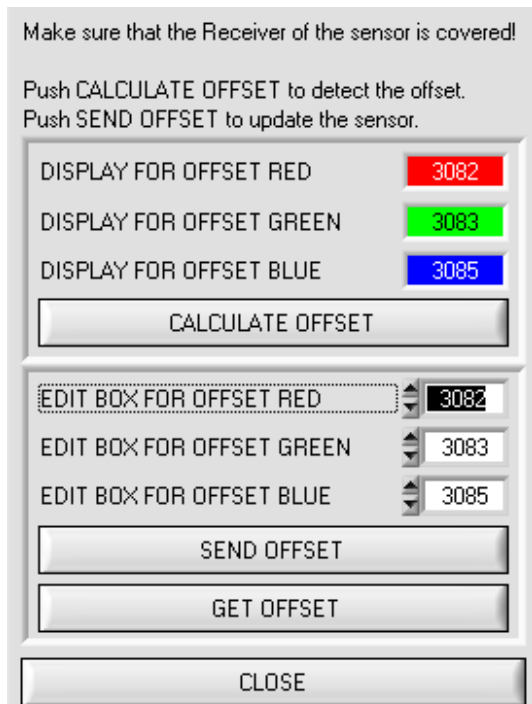 Make sure that the Receiver of the sensor is covered!
Push CALCULATE OFFSET to detect the offset.
Push SEND OFFSET to update the sensor.
DISPLAY FOR OFFSET RED 3082
DISPLAY FOR OFFSET GREEN 3083
DISPLAY FOR OFFSET BLUE 3085
CALCULATE OFFSET
EDIT BOX FOR OFFSET RED 3082
EDIT BOX FOR OFFSET GREEN 3083
EDIT BOX FOR OFFSET BLUE 3085
SEND OFFSET
GET OFFSET
CLOSE